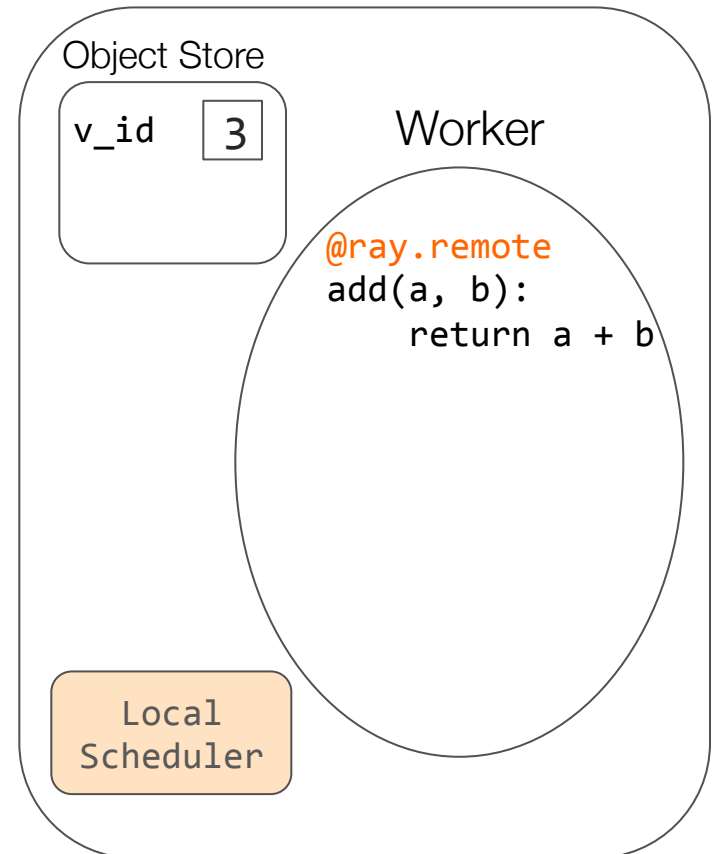 Object Store
v_id 3
Worker
@ray.remote
add(a, b):
    return a + b
Local
Scheduler